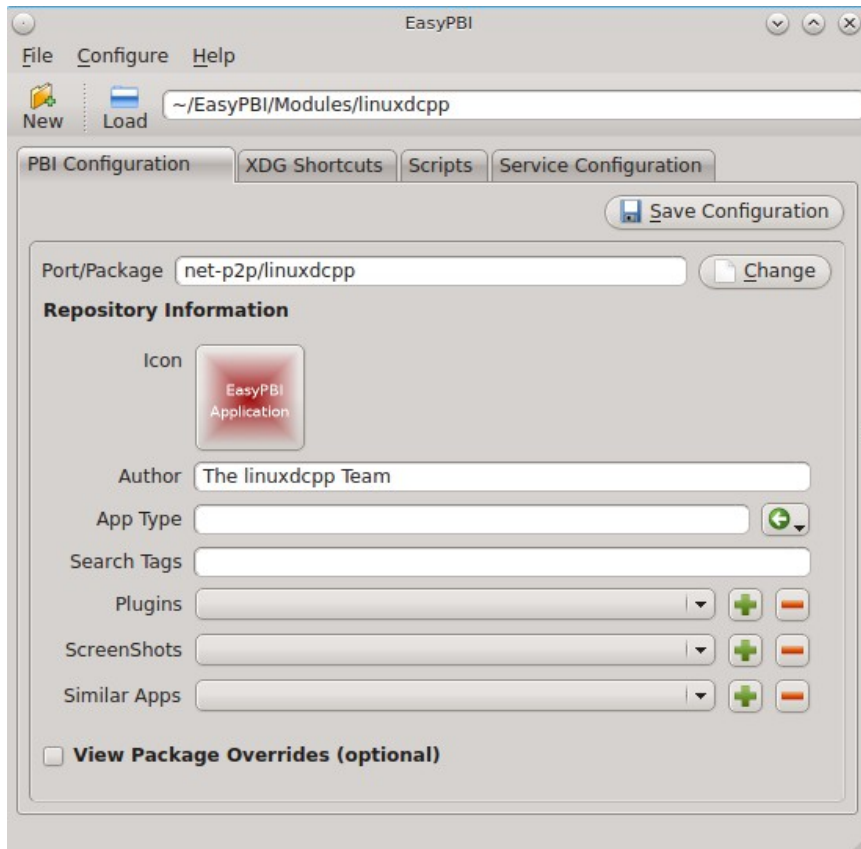 EasyPBI
File Configure Help
New Load ~/EasyPBI/Modules/linuxdcpp
PBI Configuration XDG Shortcuts Scripts Service Configuration
Save Configuration
Port/Package net-p2p/linuxdcpp Change
Repository Information
Icon
EasyPBI
Application
Author The linuxdcpp Team
App Type
Search Tags
Plugins
ScreenShots
Similar Apps
View Package Overrides (optional)